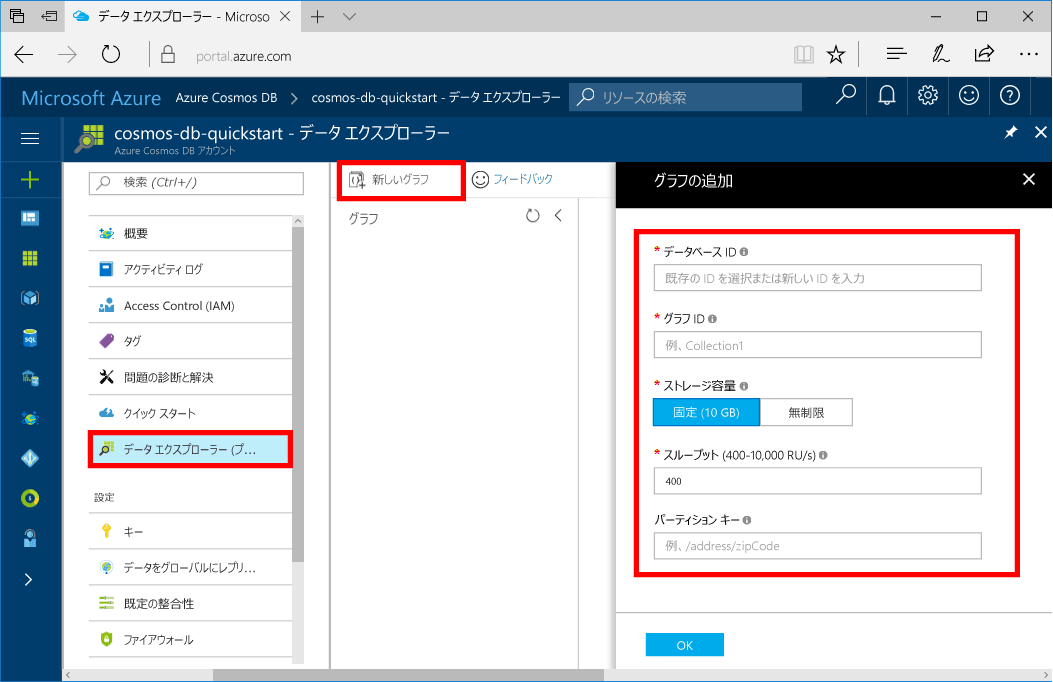 データ エクスプローラー - Microso
portal.azure.com
Microsoft Azure
Azure Cosmos DB
cosmos-db-quickstart - データ エクスプローラー
リソースの検索
cosmos-db-quickstart - データ エクスプローラー
Azure Cosmos DB アカウント
検索 (Ctrl+/)
概要
アクティビティ ログ
Access Control (IAM)
タグ
問題の診断と解決
クイック スタート
データ エクスプローラー (プ...
設定
キー
データをグローバルにレプリ...
既定の整合性
ファイアウォール
SQL
新しいグラフ
フィードバック
グラフ
グラフの追加
* データベース ID
既存の ID を選択または新しい ID を入力
* グラフ ID
例、Collection1
* ストレージ容量
固定 (10 GB)
無制限
* スループット (400-10,000 RU/s)
400
パーティション キー
例、/address/zipCode
OK